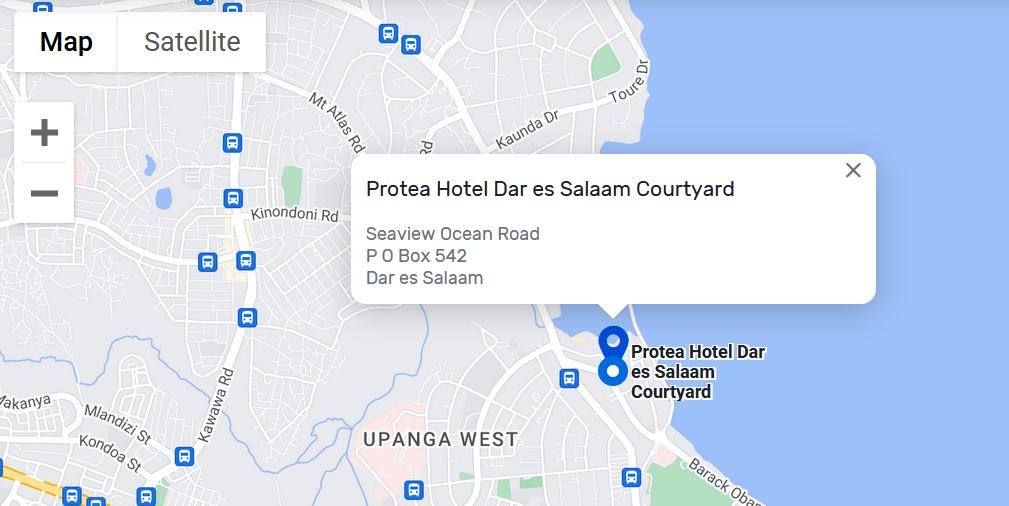 Map
Satellite
Toure Dr
Mt Atlas Rd
Kaunda Dr
Rd
Protea Hotel Dar es Salaam Courtyard
Seaview Ocean Road
P O Box 542
Dar es Salaam
Kinondoni Rd
Protea Hotel Dar
es Salaam
Courtyard
Kawawa Rd
Makanya
Mlandizi St
Kondoa St
UPANGA WEST
Barack Obam